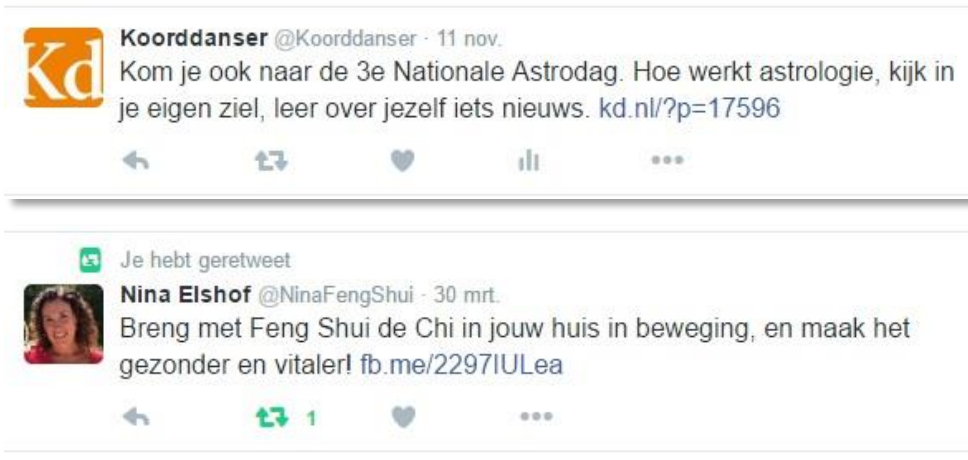 Kd
Koorddanser @Koorddanser · 11 nov.
Kom je ook naar de 3e Nationale Astrodag. Hoe werkt astrologie, kijk in
je eigen ziel, leer over jezelf iets nieuws. kd.nl/?p=17596
Je hebt geretweet
Nina Elshof @NinaFengShui · 30 mrt.
Breng met Feng Shui de Chi in jouw huis in beweging, en maak het
gezonder en vitaler! fb.me/2297IULea
1